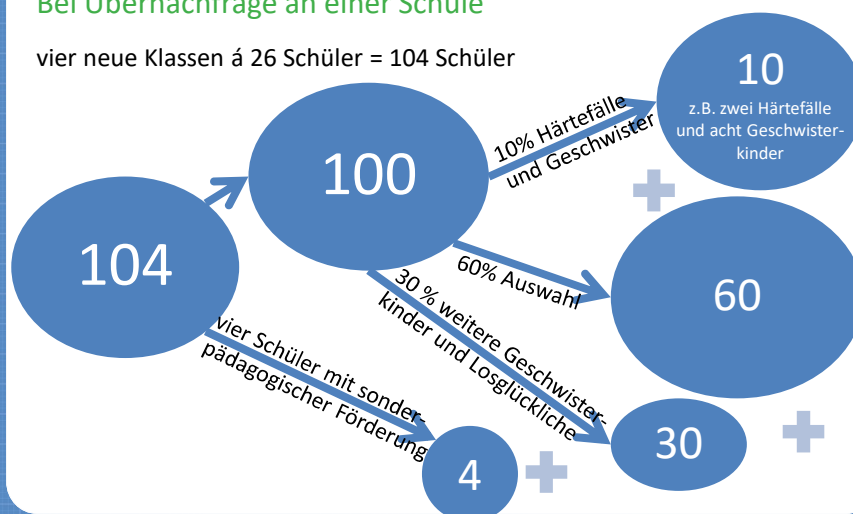 Bei Übernachfrage an einer Schule
vier neue Klassen á 26 Schüler = 104 Schüler
10
z.B. zwei Härtefälle
und acht Geschwister-
kinder
10% Härtefälle
und Geschwister
100
104
60% Auswahl
60
30 % weitere Geschwister-
kinder und Losglückliche
vier Schüler mit sonder-
pädagogischer Förderung
30
4